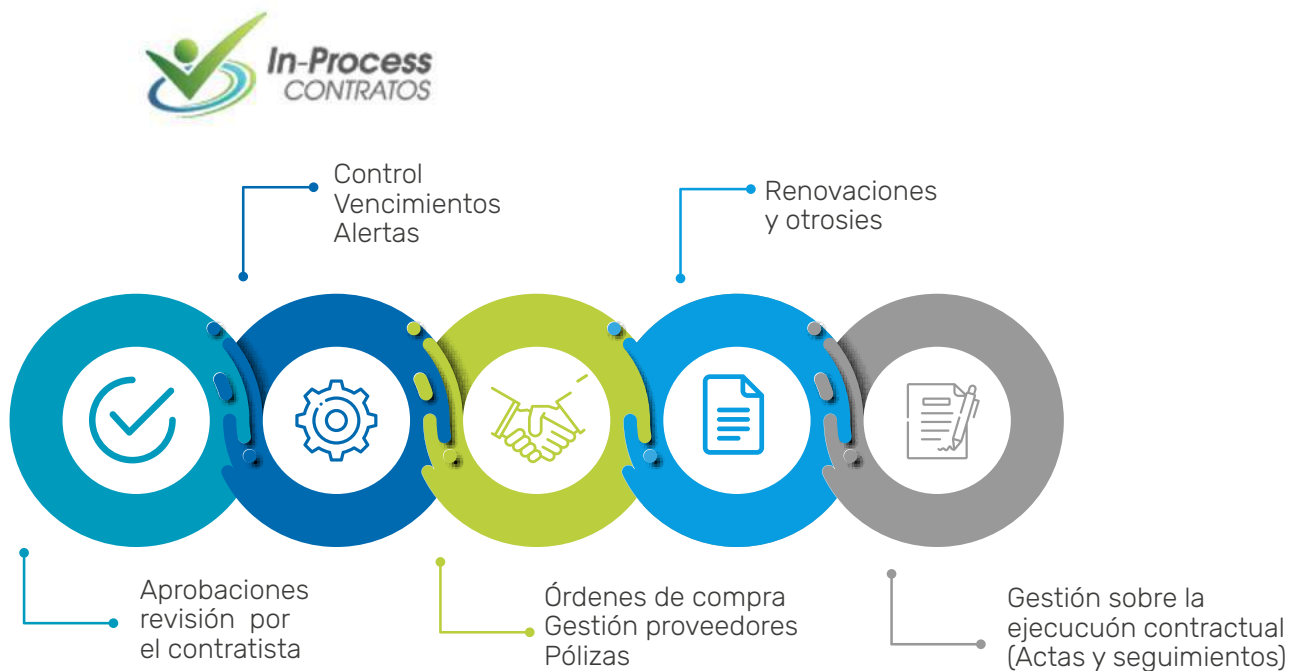 In-Process
CONTRATOS
Control
Vencimientos
Alertas
Renovaciones
y otrosies
Aprobaciones
revisión por
el contratista
Órdenes de compra
Gestión proveedores
Pólizas
Gestión sobre la
ejecucuón contractual
(Actas y seguimientos)